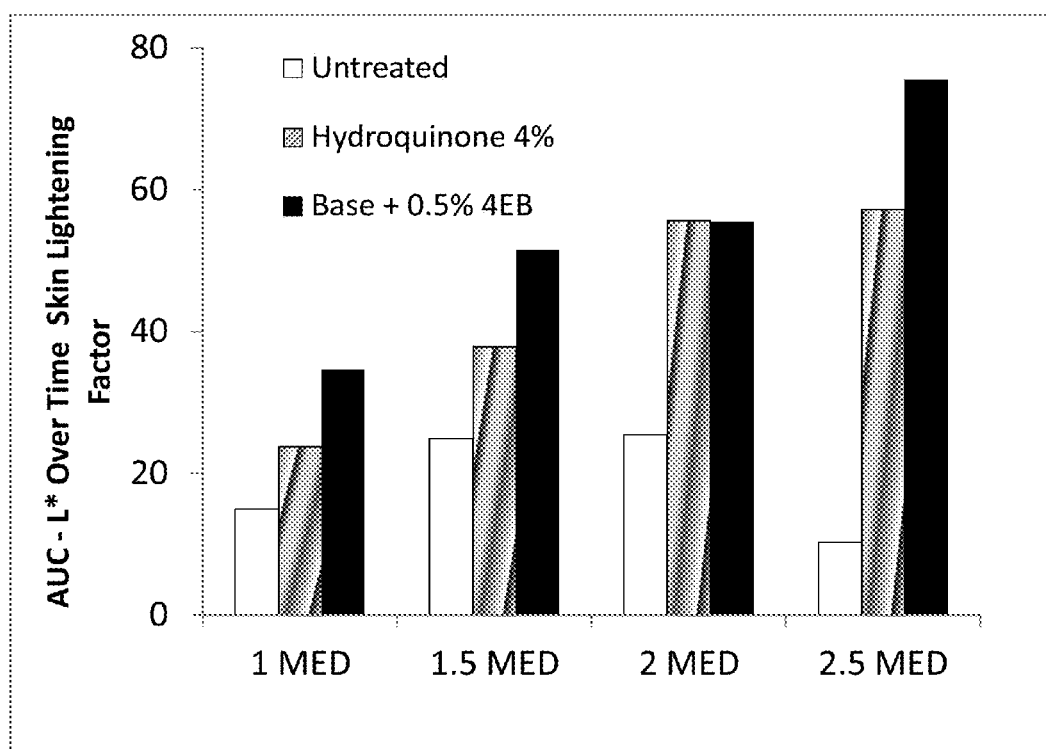 AUC - L* Over Time Skin Lightening
Factor
80
60
40
20
0
Untreated
Hydroquinone 4%
Base + 0.5% 4EB
1 MED
1.5 MED
2 MED
2.5 MED